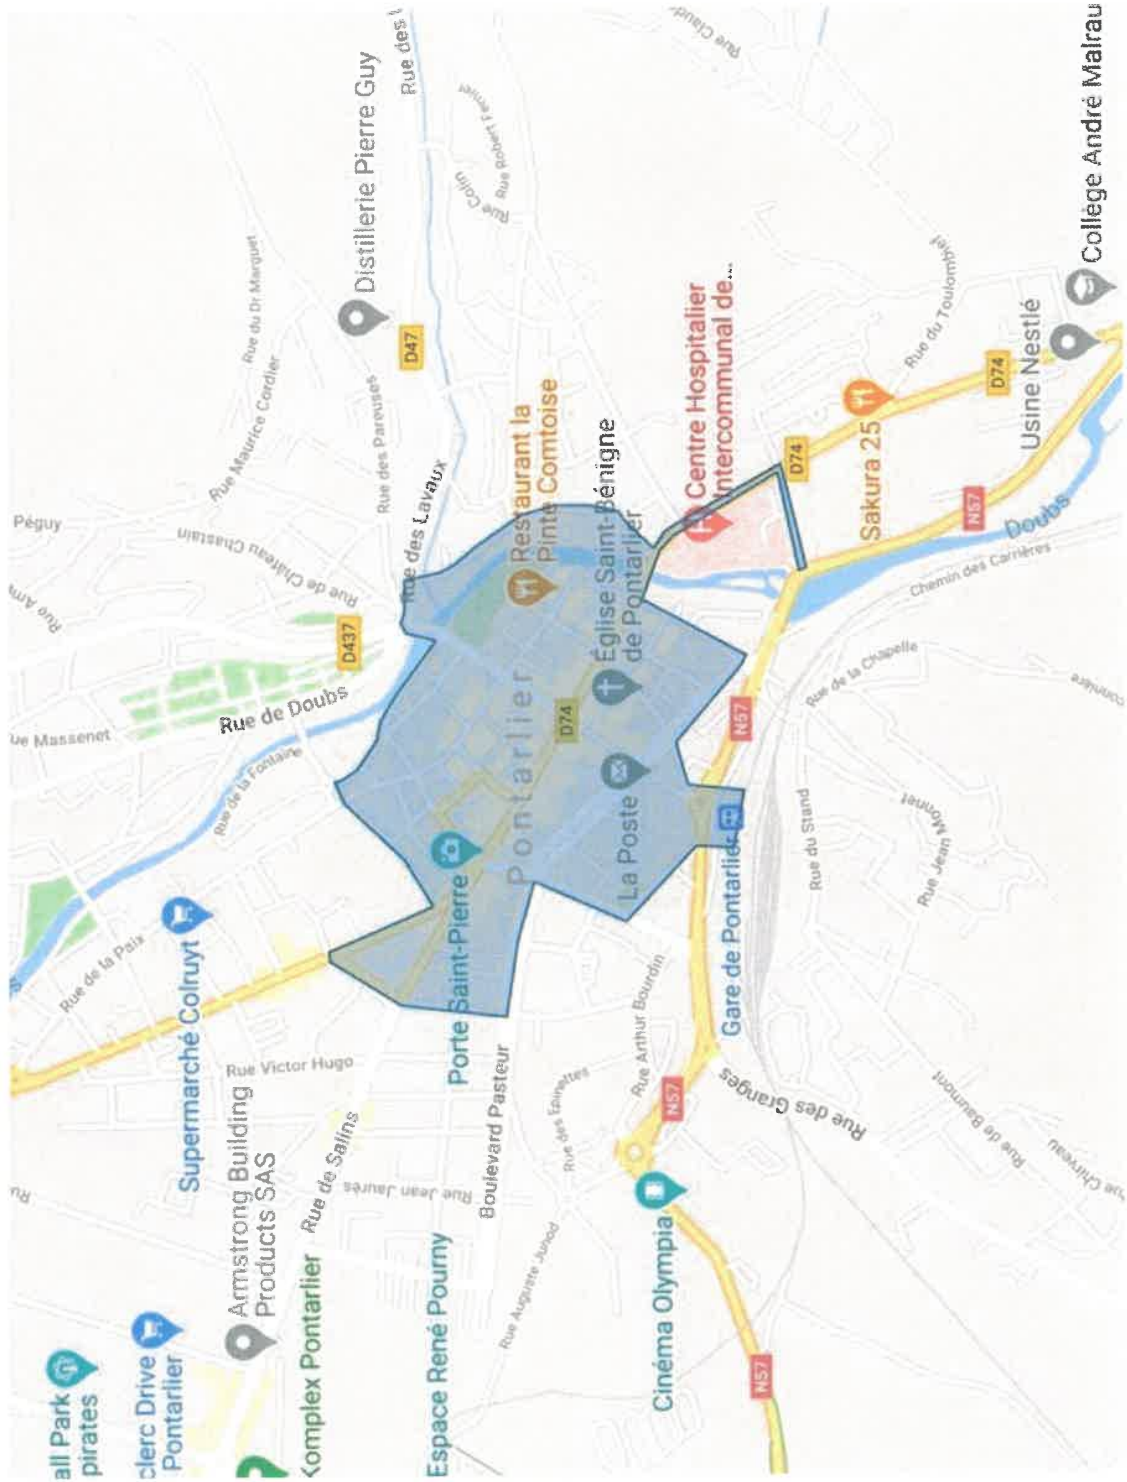 all Park
pirates
clerc Drive
Pontarlier
Supermarché Colruyt
Rue de la Paix
ue Massenet
Péguy
Rue
Armstrong Building
Products SAS
Rue Victor Hugo
Rue de la Fontaine
Rue de Doubs
Rue Maurice Cordier
Rue du Dr Marguet
Rue de Château Chastain
Komplex Pontarlier
Rue de Salins
D437
Rue des Pareuses
Distillerie Pierre Guy
D47
Rue des
Rue des Lavaux
Espace René Pourny
Rue Jean Jaurès
Porte Saint-Pierre
Rue Colin
Rue Robert Fernier
Boulevard Pasteur
Pontarlier
Restaurant la
Pinte Comtoise
Rue Auguste Junod
Rue des Epinettes
D74
Église Saint-Bénigne
de Pontarlier
La Poste
Rue Arthur Bourdin
Cinéma Olympia
N57
Centre Hospitalier
Intercommunal de...
Rue Claude
Gare de Pontarlier
N57
N57
Rue des Granges
D74
Rue du Stand
Rue de la Chapelle
Sakura 25
Rue du Toulombief
Rue Jean Monnet
Chemin des Carrières
N57
D74
Rue de Beaumont
Doubs
Usine Nestlé
Collège André Malrau